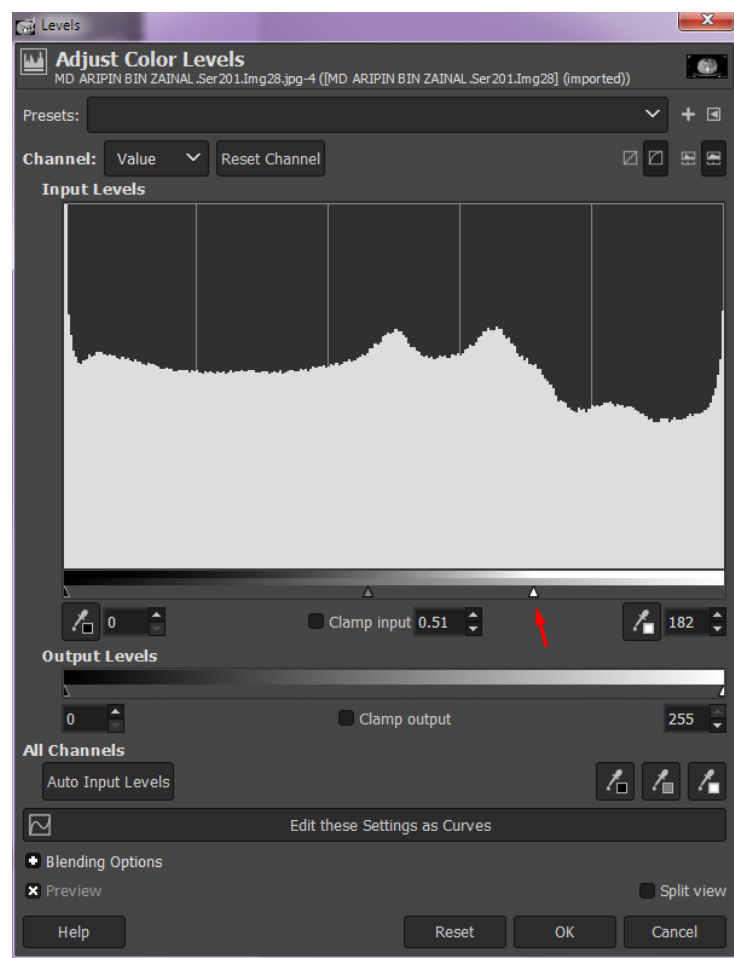 Levels
Adjust Color Levels
MD ARIPIN BIN ZAINAL .Ser201.Img28.jpg-4 ([MD ARIPIN BIN ZAINAL .Ser201.Img28] (imported))
Presets:
Channel: Value Reset Channel
Input Levels
0 Clamp input 0.51 182
Output Levels
0 Clamp output 255
All Channels
Auto Input Levels
Edit these Settings as Curves
Blending Options
Preview Split view
Help Reset OK Cancel